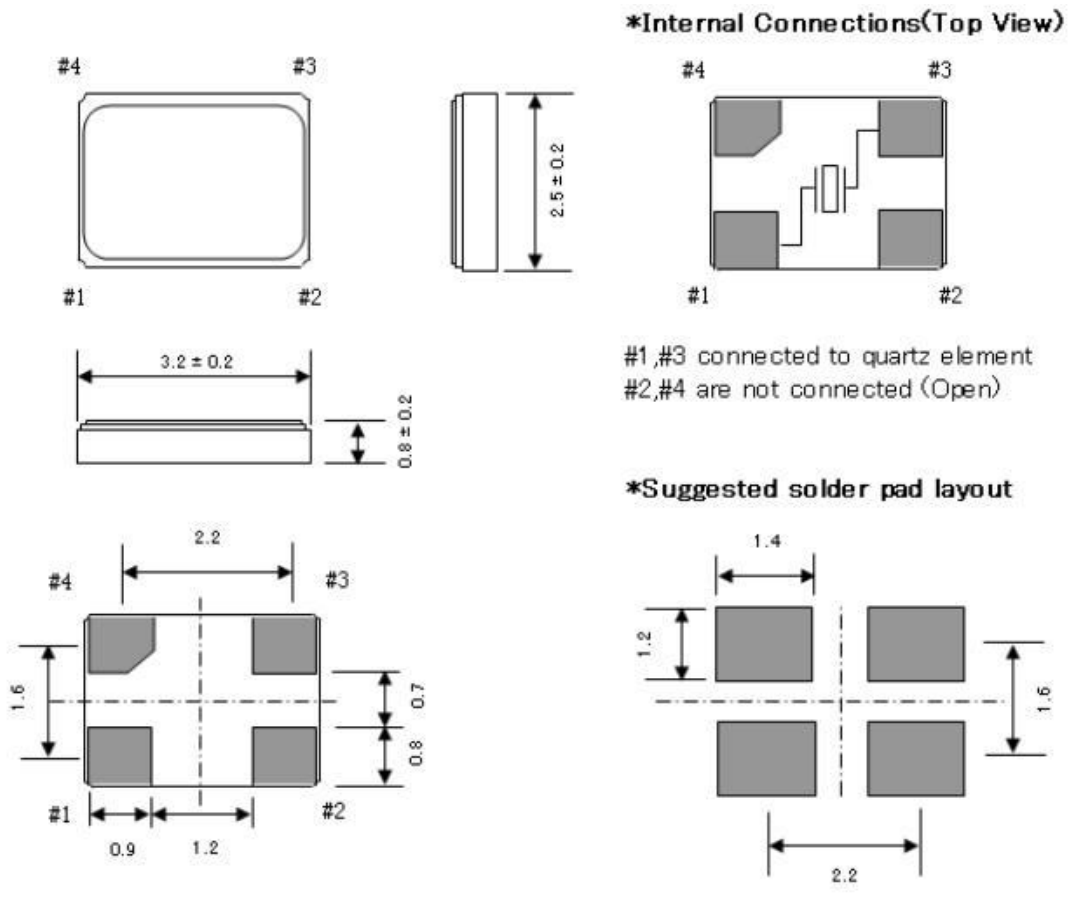 *Internal Connections(Top View)
#4 #3
2.5 ± 0.2
#1 #2
#4 #3
#1 #2
#1,#3 connected to quartz element
#2,#4 are not connected (Open)
3.2 ± 0.2
0.8 ± 0.2
*Suggested solder pad layout
2.2
#4 #3
1.6
0.7
0.8
#1 #2
0.9 1.2
1.4
1.2
1.6
2.2